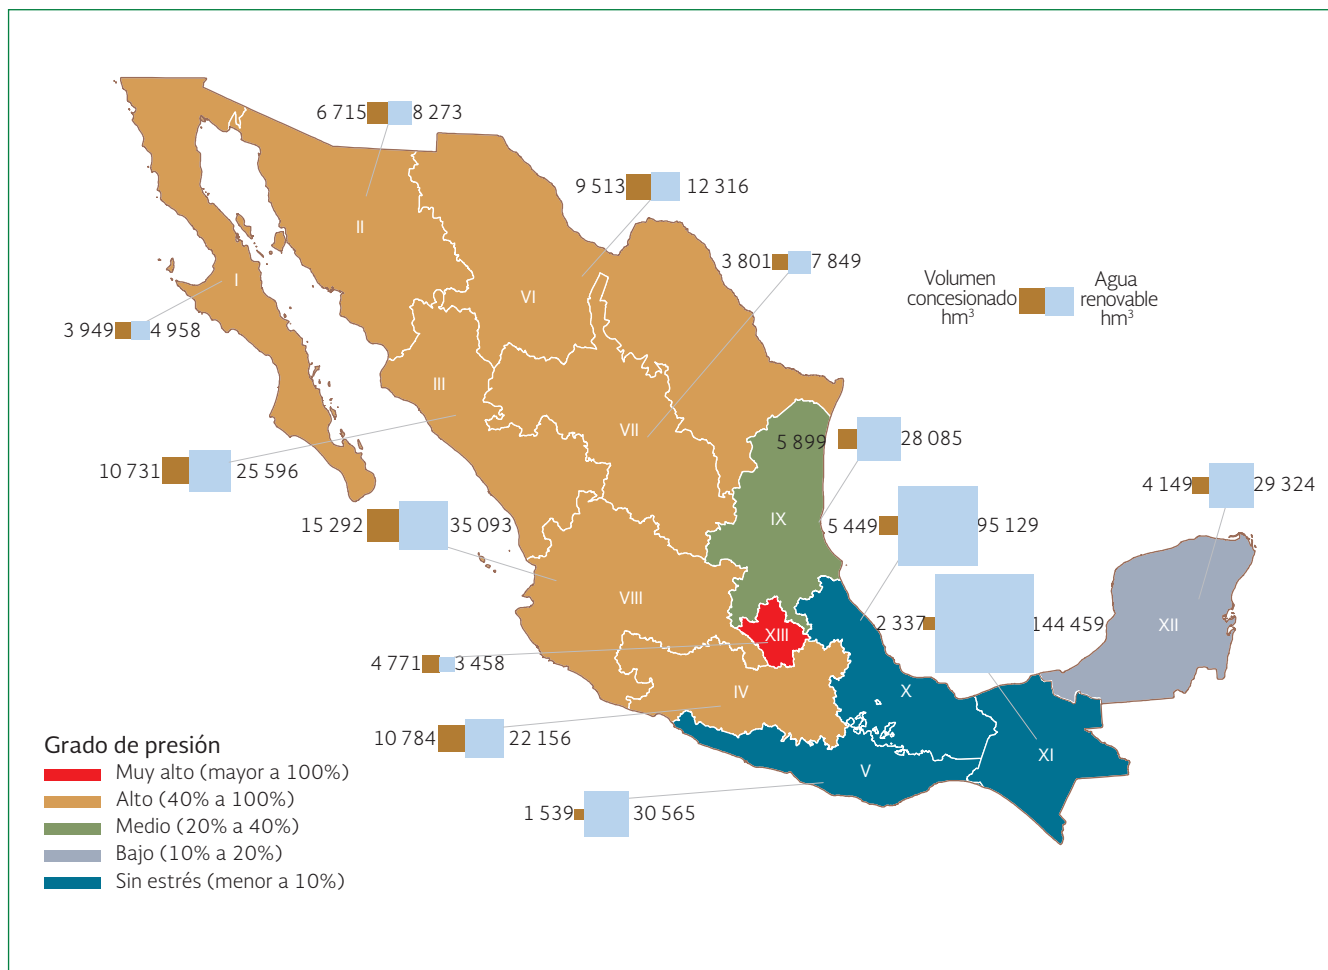 6 715 8 273
9 513 12 316
II
3 801 7 849
I
VI
Volumen concesionado hm³
Agua renovable hm³
3 949 4 958
III
VII
5 899 28 085
10 731 25 596
4 149 29 324
15 292 35 093
IX
5 449 95 129
VIII
2 337 144 459
XII
XIII
4 771 3 458
IV
X
10 784 22 156
XI
V
1 539 30 565
Grado de presión
Muy alto (mayor a 100%)
Alto (40% a 100%)
Medio (20% a 40%)
Bajo (10% a 20%)
Sin estrés (menor a 10%)